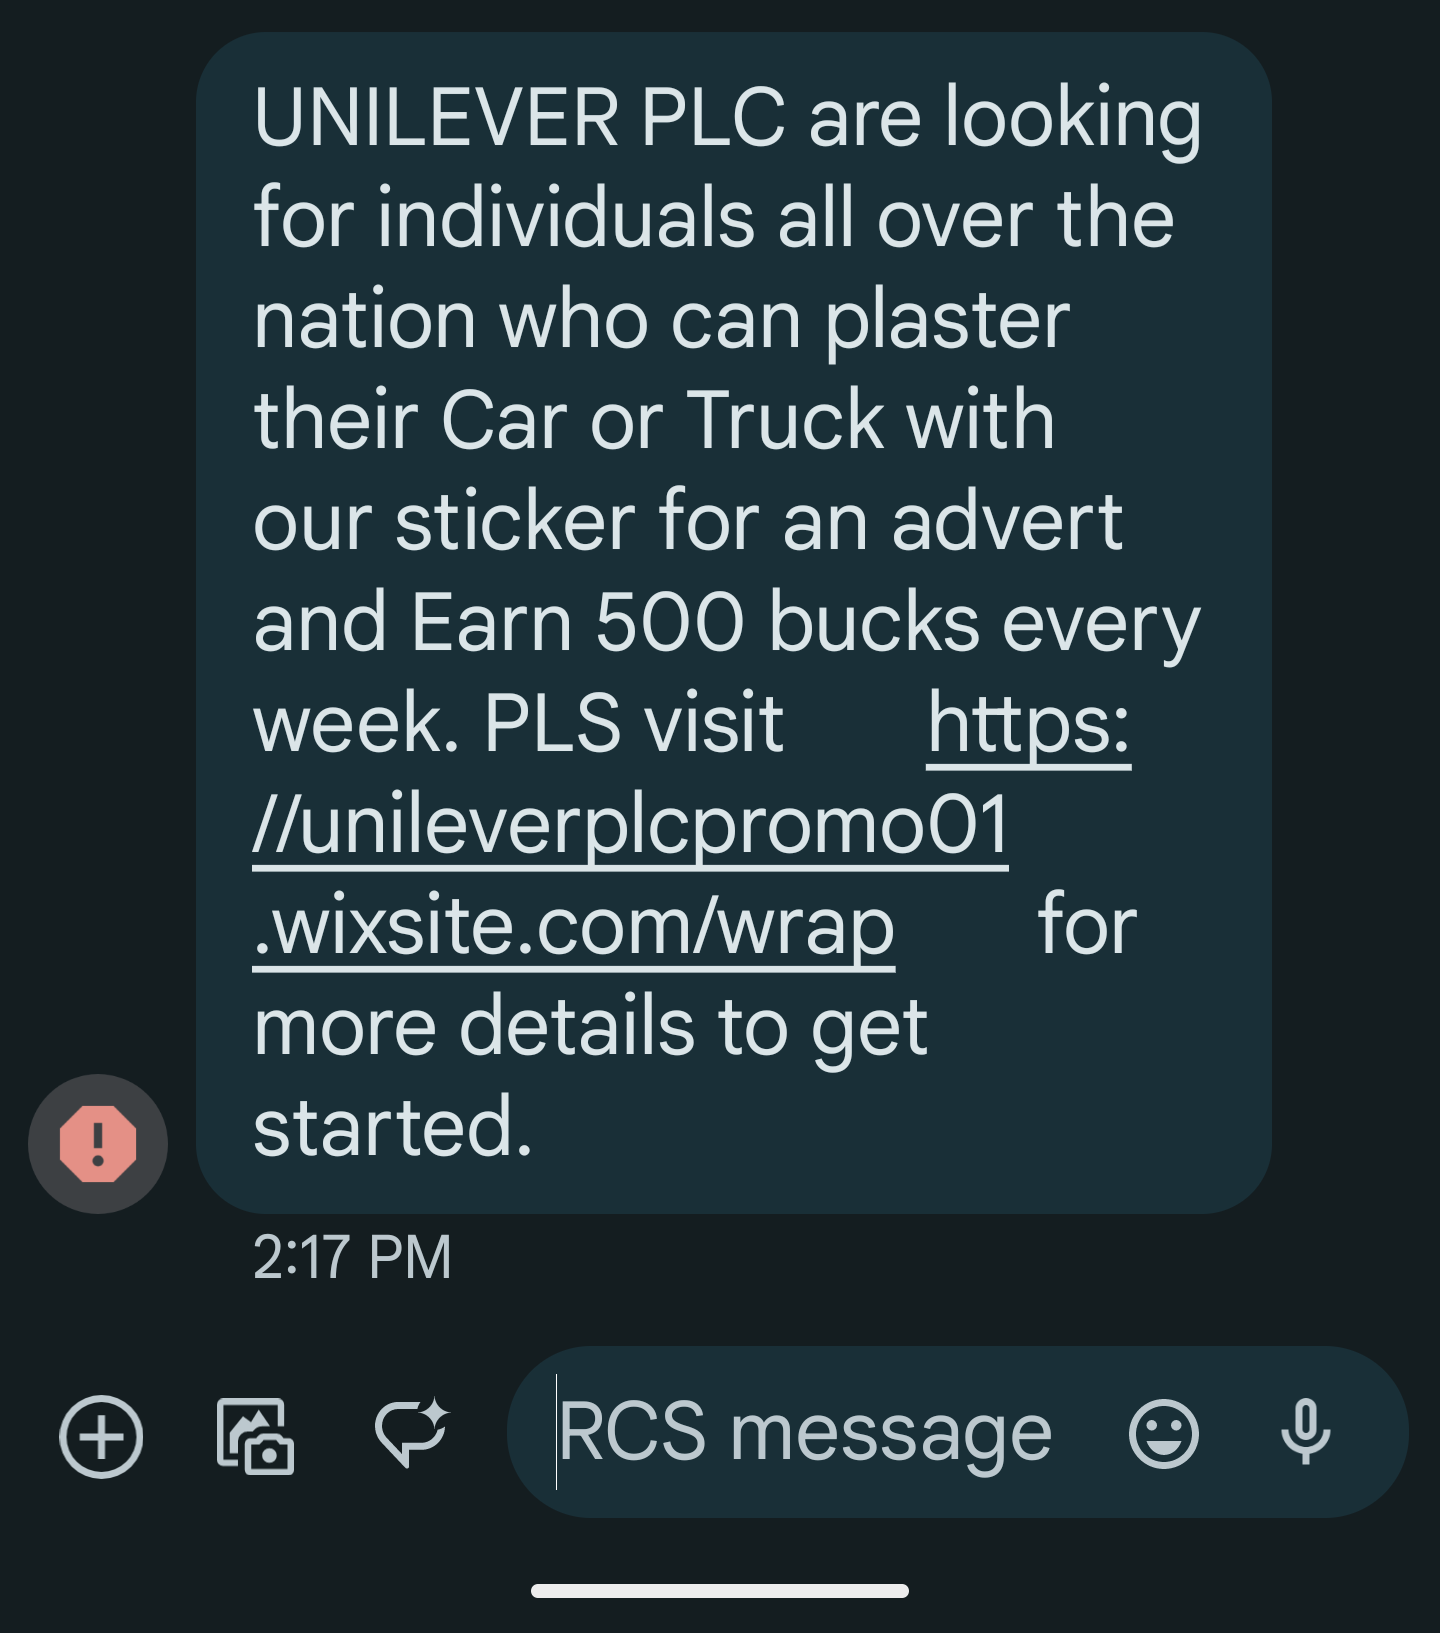 UNILEVER PLC are looking
for individuals all over the
nation who can plaster
their Car or Truck with
our sticker for an advert
and Earn 500 bucks every
week. PLS visit https:
//unileverplcpromo01
.wixsite.com/wrap for
more details to get
started.
2:17 PM
RCS message